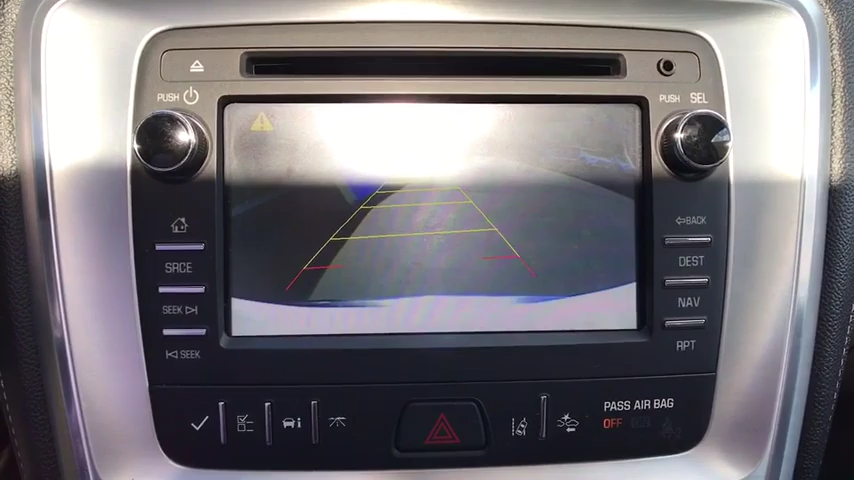 PUSH
PUSH SEL
BACK
SRCE
DEST
SEEK
NAV
SEEK
RPT
PASS AIR BAG
OFF